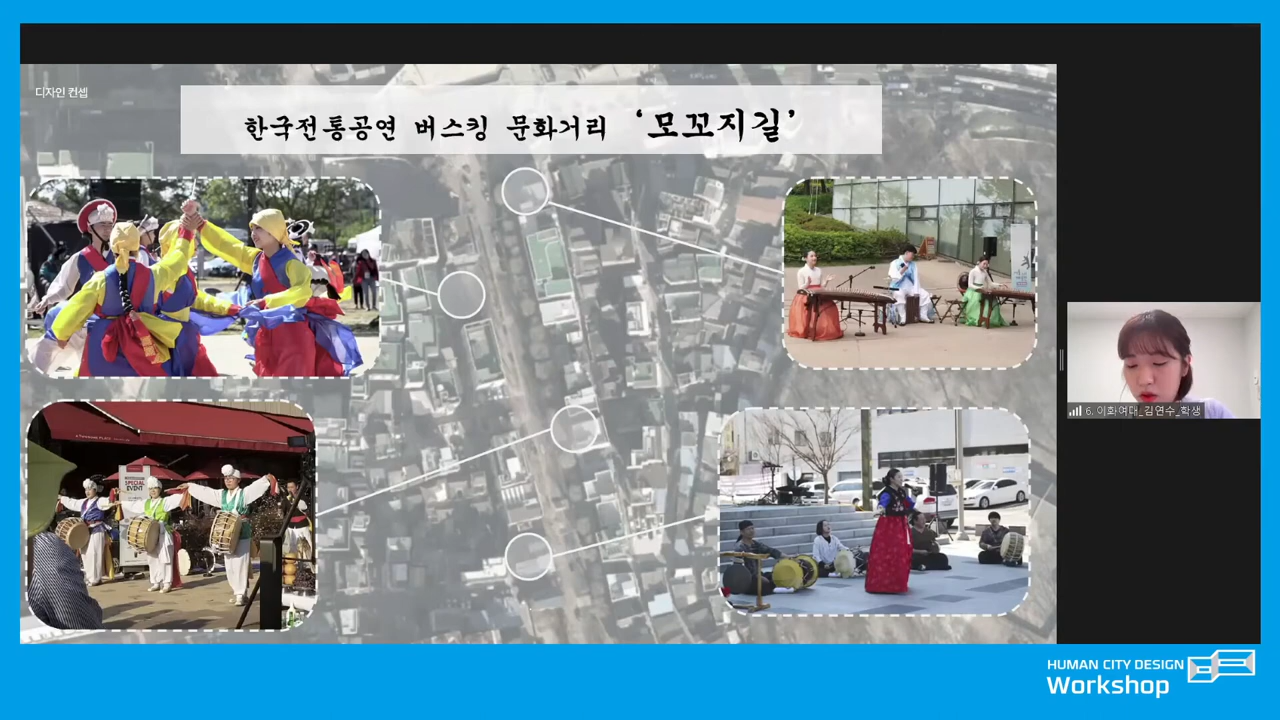 디자인 컨셉
한국전통공연 버스킹 문화거리 ‘모꼬지길’
SPECIAL
EVENT
6. 이화여대_김연수_학생
HUMAN CITY DESIGN
Workshop